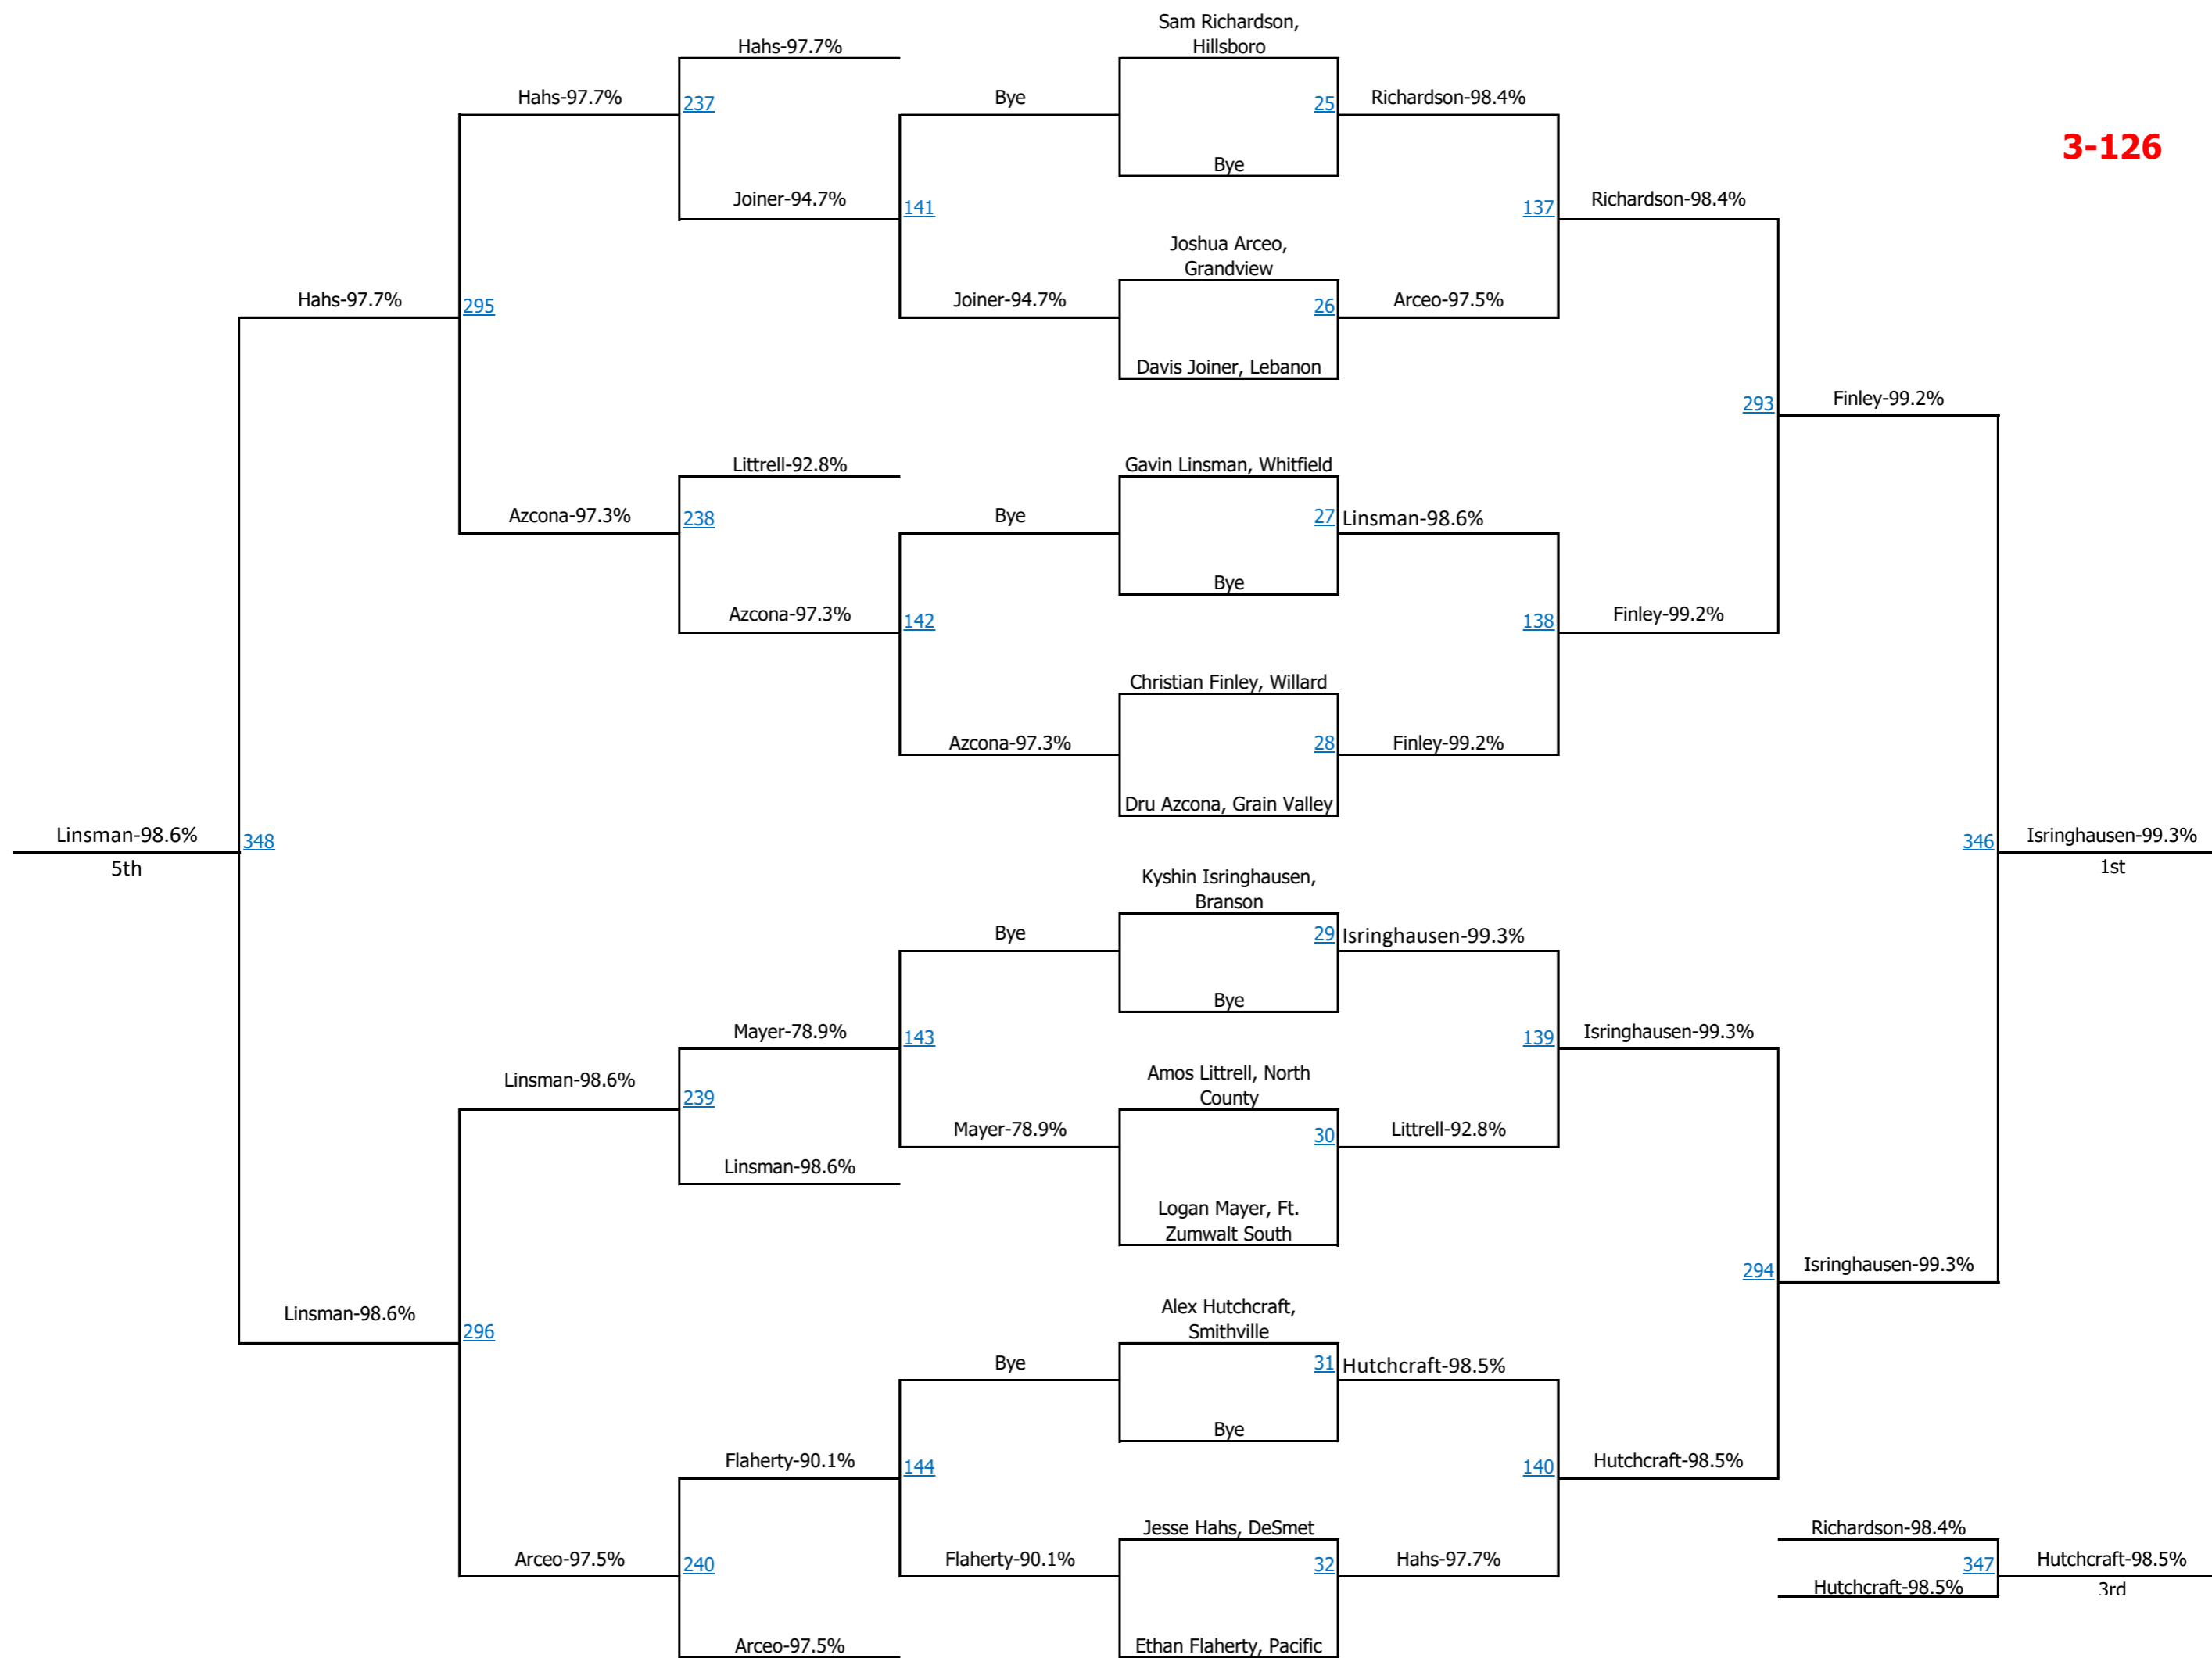 Sam Richardson,
Hillsboro
Hahs-97.7%
Hahs-97.7%
237
Bye
25
Richardson-98.4%
3-126
Bye
Joiner-94.7%
141
137
Richardson-98.4%
Joshua Arceo,
Grandview
Hahs-97.7%
295
Joiner-94.7%
26
Arceo-97.5%
Davis Joiner, Lebanon
293
Finley-99.2%
Littrell-92.8%
Gavin Linsman, Whitfield
Azcona-97.3%
238
Bye
27
Linsman-98.6%
Bye
Azcona-97.3%
142
138
Finley-99.2%
Christian Finley, Willard
Azcona-97.3%
28
Finley-99.2%
Dru Azcona, Grain Valley
Linsman-98.6%
348
346
Isringhausen-99.3%
5th
1st
Kyshin Isringhausen,
Branson
Bye
29
Isringhausen-99.3%
Bye
Mayer-78.9%
143
139
Isringhausen-99.3%
Linsman-98.6%
239
Amos Littrell, North
County
Mayer-78.9%
30
Littrell-92.8%
Linsman-98.6%
Logan Mayer, Ft.
Zumwalt South
294
Isringhausen-99.3%
Linsman-98.6%
296
Alex Hutchcraft,
Smithville
Bye
31
Hutchcraft-98.5%
Bye
Flaherty-90.1%
144
140
Hutchcraft-98.5%
Jesse Hahs, DeSmet
Richardson-98.4%
Arceo-97.5%
240
Flaherty-90.1%
32
Hahs-97.7%
347
Hutchcraft-98.5%
Hutchcraft-98.5%
3rd
Arceo-97.5%
Ethan Flaherty, Pacific